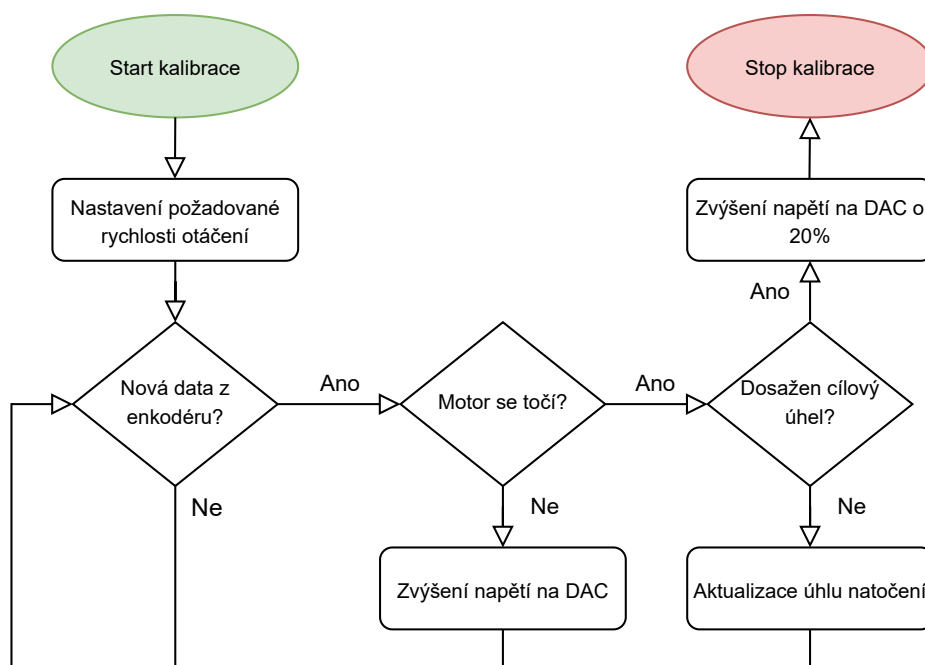 Start kalibrace
Stop kalibrace
Nastavení požadované
rychlosti otáčení
Zvýšení napětí na DAC o
20%
Ano
Nová data z
enkodéru?
Ano
Motor se točí?
Ano
Dosažen cílový
úhel?
Ne
Ne
Ne
Zvýšení napětí na DAC
Aktualizace úhlu natočení